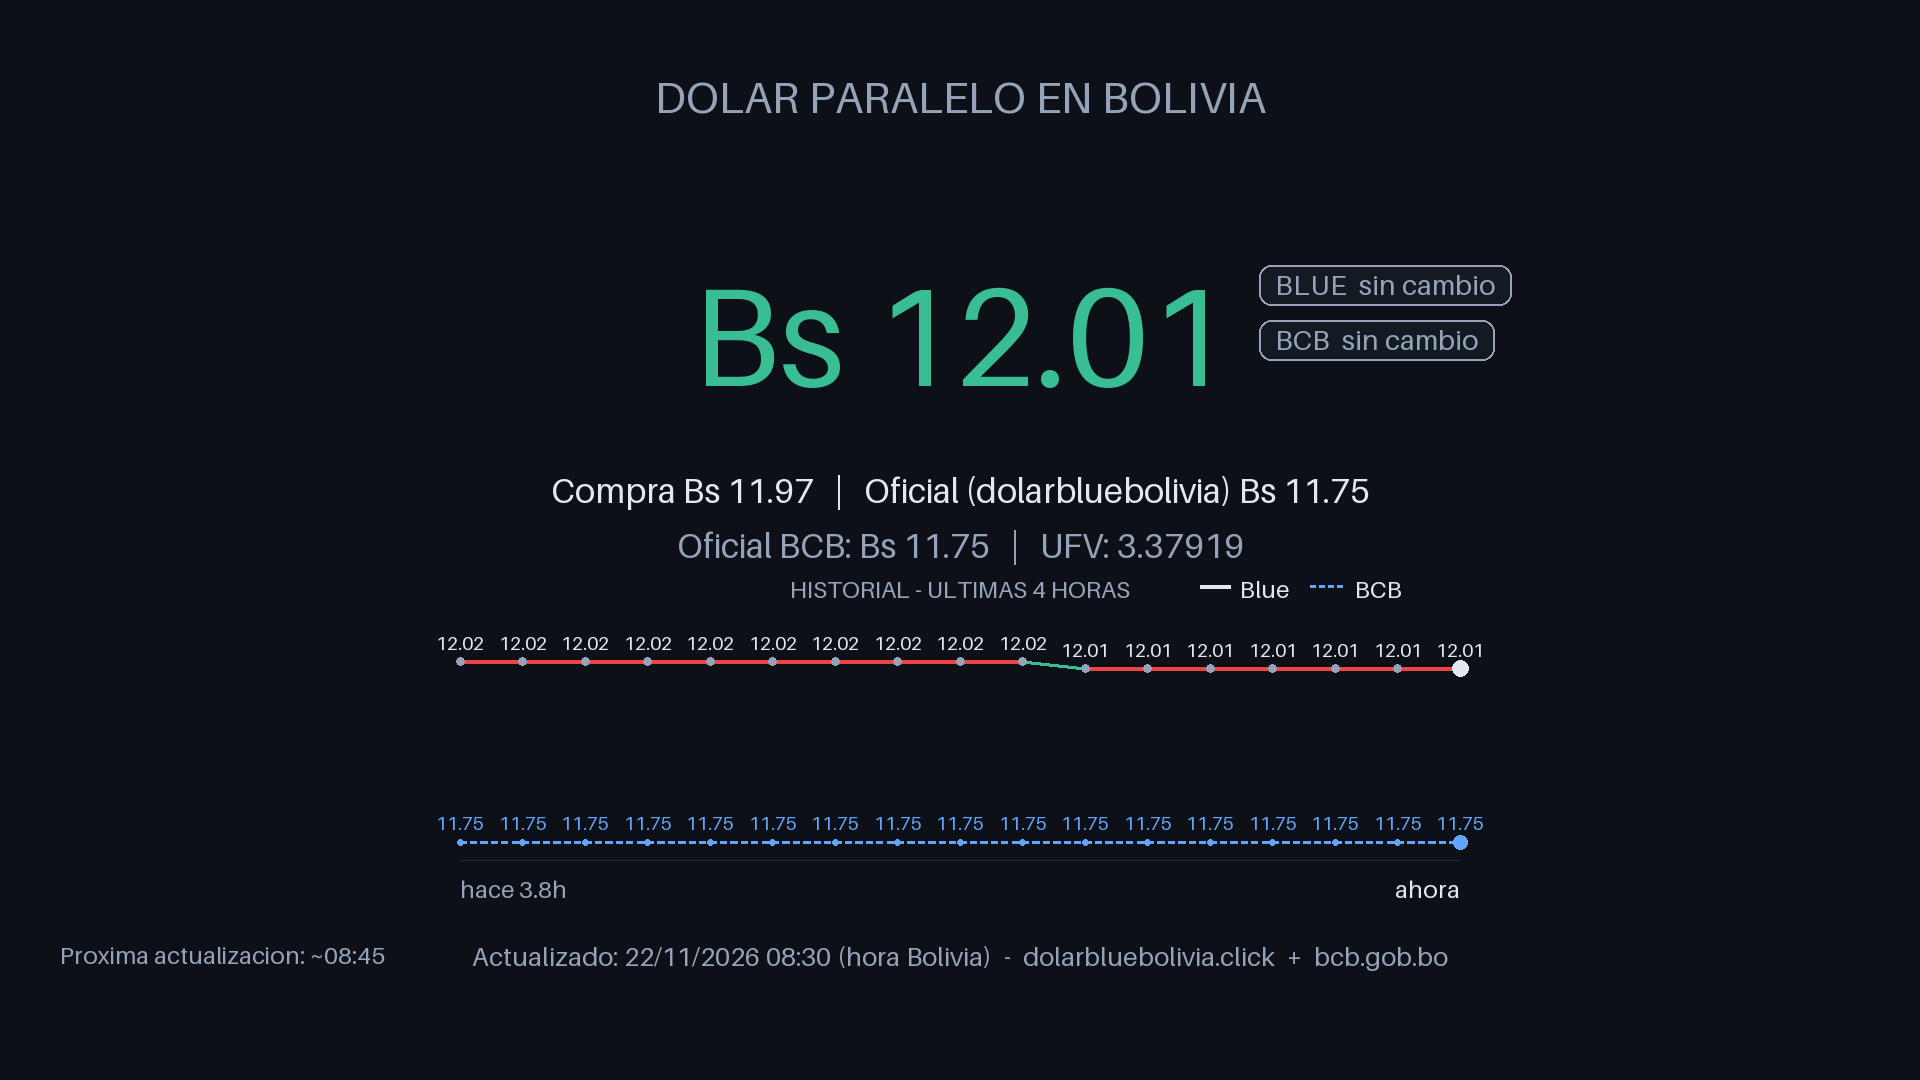 DOLAR PARALELO EN BOLIVIA
Bs 12.01
BLUE sin cambio
BCB sin cambio
Compra Bs 11.97 | Oficial (dolarbluebolivia) Bs 11.75
Oficial BCB: Bs 11.75 | UFV: 3.37919
HISTORIAL - ULTIMAS 4 HORAS Blue BCB
12.02 12.02 12.02 12.02 12.02 12.02 12.02 12.02 12.02 12.02 12.01 12.01 12.01 12.01 12.01 12.01 12.01
11.75 11.75 11.75 11.75 11.75 11.75 11.75 11.75 11.75 11.75 11.75 11.75 11.75 11.75 11.75 11.75 11.75
hace 3.8h ahora
Proxima actualizacion: ~08:45 Actualizado: 22/11/2026 08:30 (hora Bolivia) - dolarbluebolivia.click + bcb.gob.bo